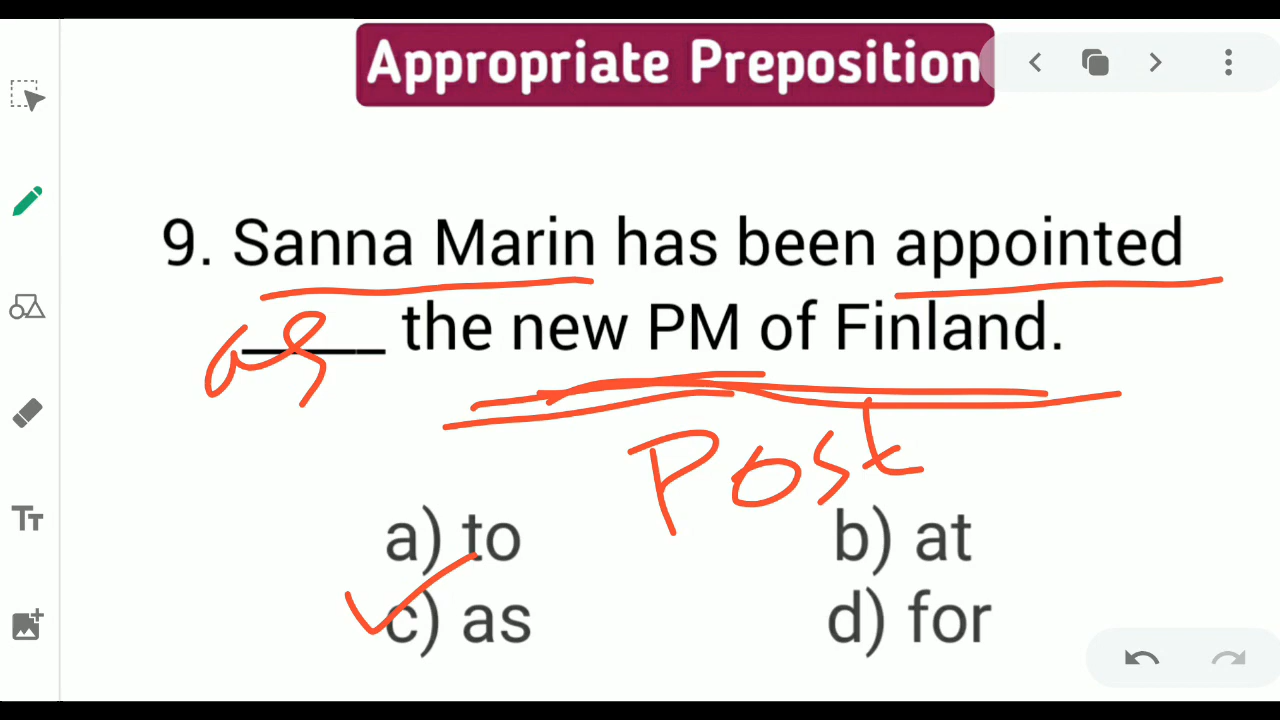 Appropriate Preposition
9. Sanna Marin has been appointed
as _____ the new PM of Finland.
Post
a) to b) at
c) as d) for
TT